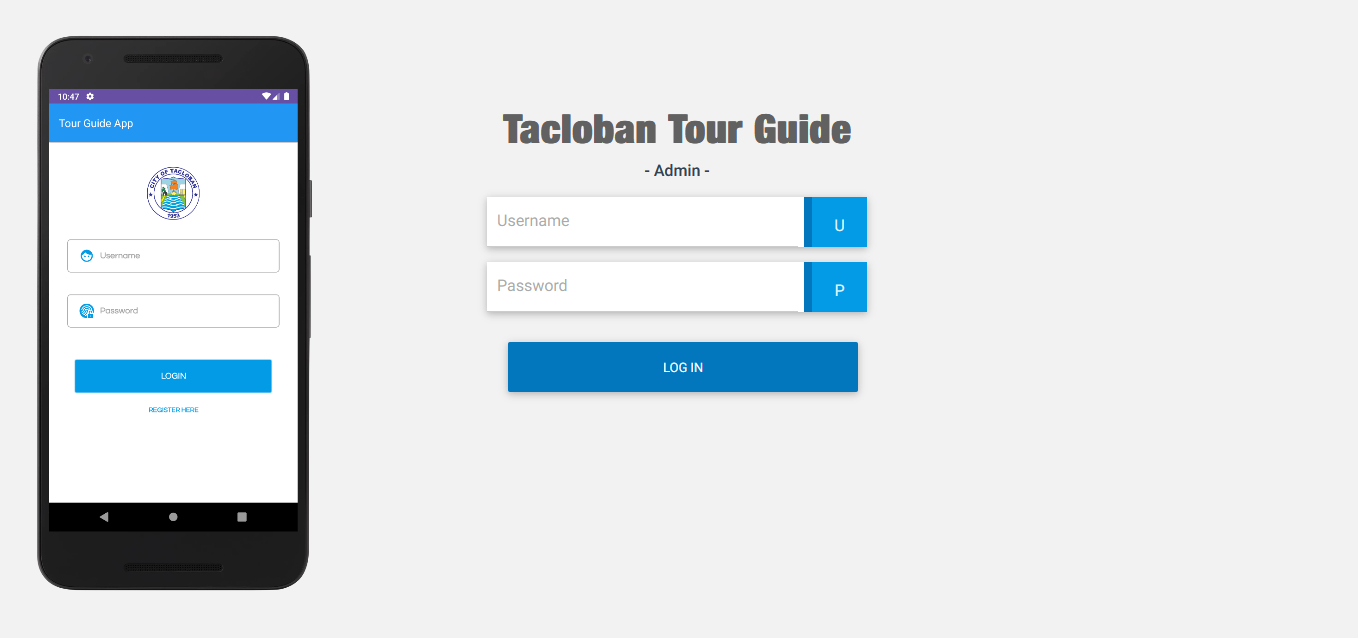 10:47
Tour Guide App
CITY OF TACLOBAN
1953
Username
Password
LOGIN
REGISTER HERE
Tacloban Tour Guide
- Admin -
Username
U
Password
P
LOG IN